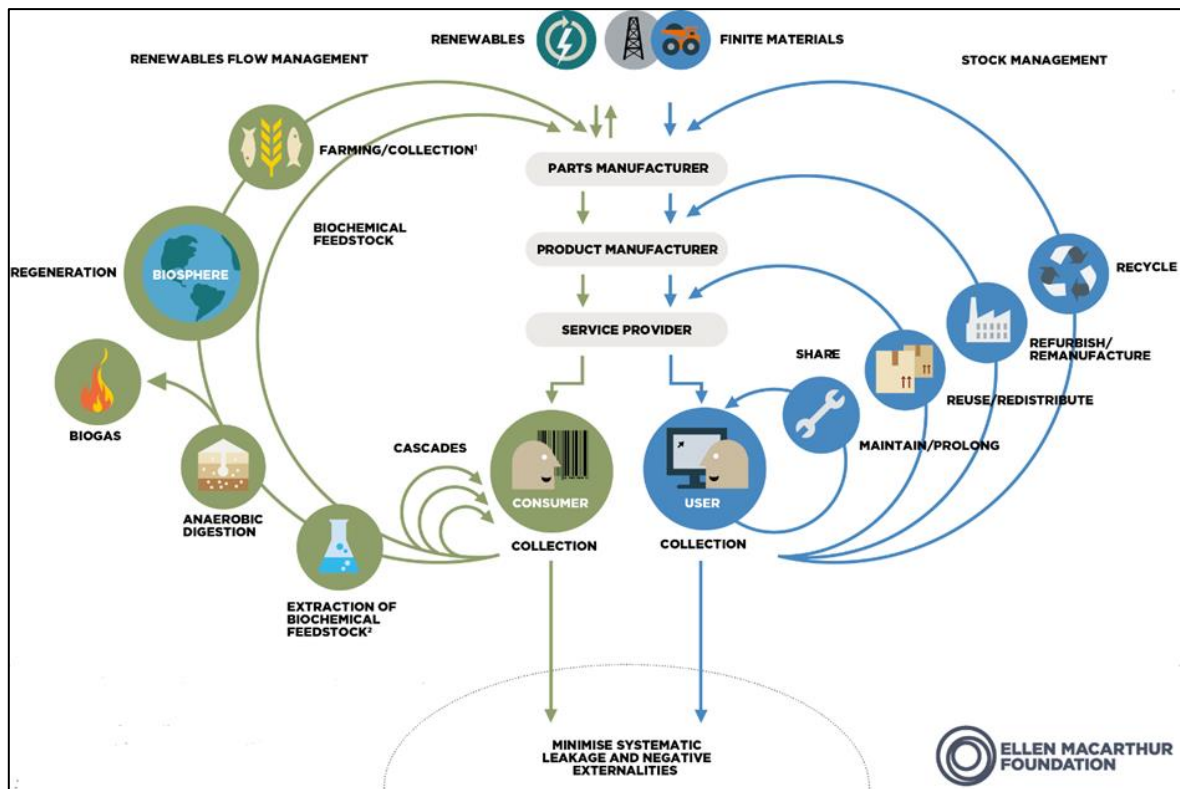 RENEWABLES
FINITE MATERIALS
RENEWABLES FLOW MANAGEMENT
STOCK MANAGEMENT
FARMING/COLLECTION¹
PARTS MANUFACTURER
BIOCHEMICAL
FEEDSTOCK
PRODUCT MANUFACTURER
REGENERATION
BIOSPHERE
RECYCLE
SERVICE PROVIDER
SHARE
REFURBISH/
REMANUFACTURE
REUSE/REDISTRIBUTE
BIOGAS
CASCADES
MAINTAIN/PROLONG
CONSUMER
USER
ANAEROBIC
DIGESTION
COLLECTION
COLLECTION
EXTRACTION OF
BIOCHEMICAL
FEEDSTOCK²
MINIMISE SYSTEMATIC
LEAKAGE AND NEGATIVE
EXTERNALITIES
ELLEN MACARTHUR
FOUNDATION